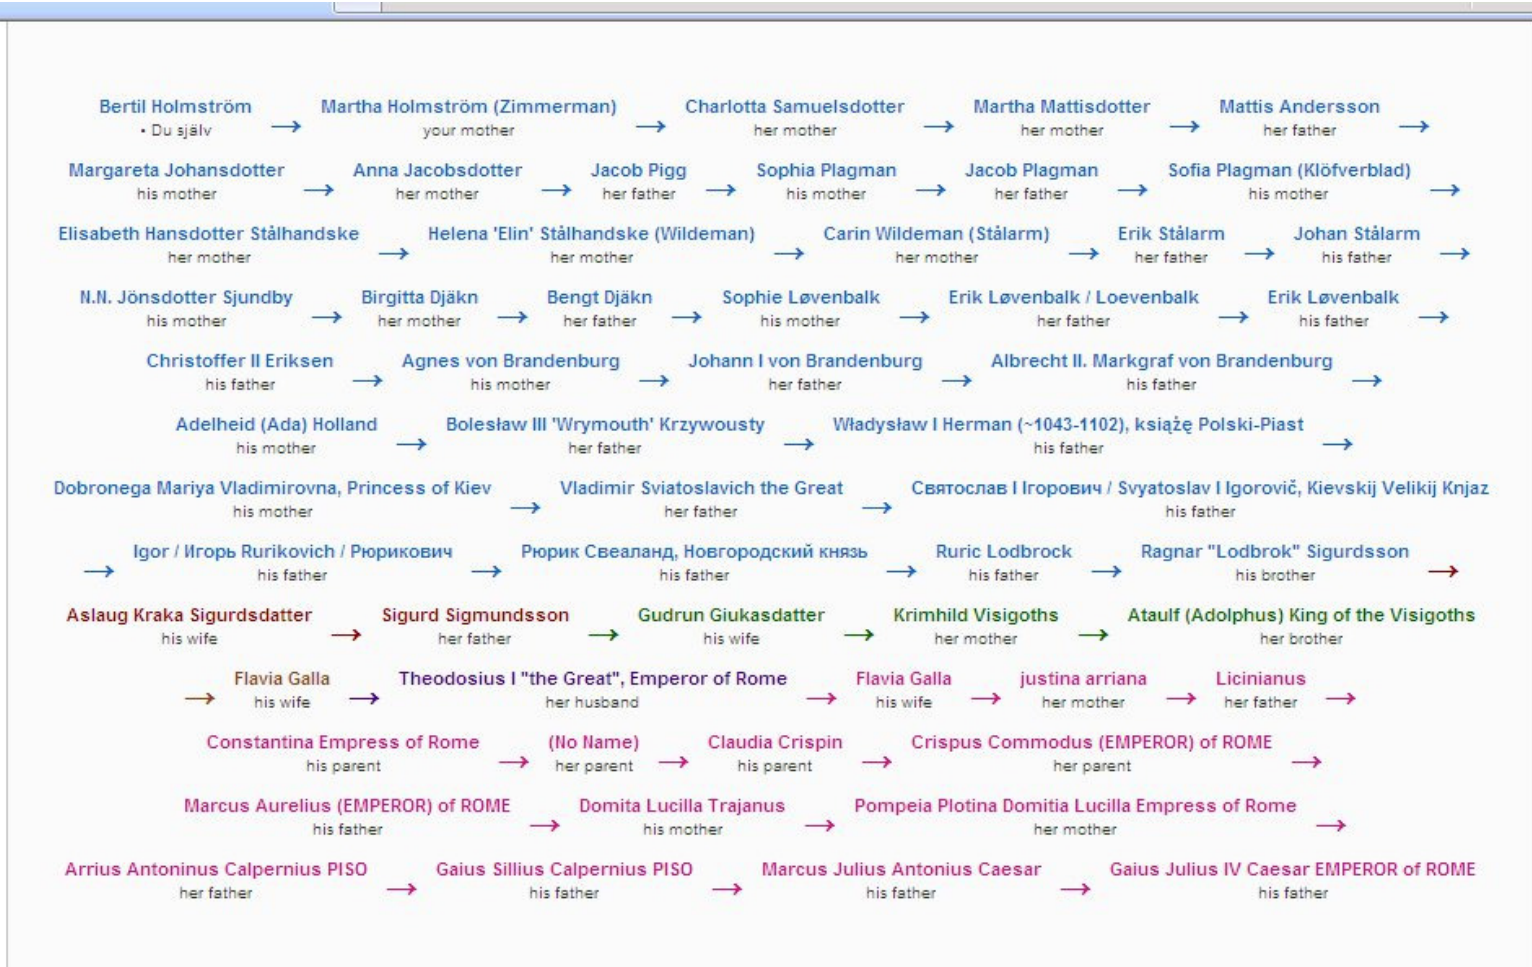 Bertil Holmström → Martha Holmström (Zimmerman) → Charlotta Samuelsdotter → Martha Mattisdotter → Mattis Andersson →
• Du själv your mother her mother her mother her father
Margareta Johansdotter → Anna Jacobsdotter → Jacob Pigg → Sophia Plagman → Jacob Plagman → Sofia Plagman (Klöfverblad) →
his mother her mother her father his mother her father his mother
Elisabeth Hansdotter Stålhandske → Helena 'Elin' Stålhandske (Wildeman) → Carin Wildeman (Stålarm) → Erik Stålarm → Johan Stålarm →
her mother her mother her mother her father his father
N.N. Jönsdotter Sjundby → Birgitta Djäkn → Bengt Djäkn → Sophie Løvenbalk → Erik Løvenbalk / Loevenbalk → Erik Løvenbalk →
his mother her mother her father his mother her father his father
Christoffer II Eriksen → Agnes von Brandenburg → Johann I von Brandenburg → Albrecht II. Markgraf von Brandenburg →
his father his mother her father his father
Adelheid (Ada) Holland → Bolesław III 'Wrymouth' Krzywousty → Władysław I Herman (~1043-1102), książę Polski-Piast →
his mother her father his father
Dobronega Mariya Vladimirovna, Princess of Kiev → Vladimir Sviatoslavich the Great → Святослав I Ігорович / Svyatoslav I Igorovič, Kievskij Velikij Knjaz
his mother her father his father
→ Igor / Игорь Rurikovich / Рюрикович → Рюрик Свеаланд, Новгородский князь → Ruric Lodbrock → Ragnar "Lodbrok" Sigurdsson →
his father his father his father his brother
Aslaug Kraka Sigurdsdatter → Sigurd Sigmundsson → Gudrun Giukasdatter → Krimhild Visigoths → Ataulf (Adolphus) King of the Visigoths
his wife her father his wife her mother her brother
→ Flavia Galla → Theodosius I "the Great", Emperor of Rome → Flavia Galla → justina arriana → Licinianus →
his wife her husband his wife her mother her father
Constantina Empress of Rome → (No Name) → Claudia Crispin → Crispus Commodus (EMPEROR) of ROME →
his parent her parent his parent her parent
Marcus Aurelius (EMPEROR) of ROME → Domita Lucilla Trajanus → Pompeia Plotina Domitia Lucilla Empress of Rome →
his father his mother her mother
Arrius Antoninus Calpernius PISO → Gaius Sillius Calpernius PISO → Marcus Julius Antonius Caesar → Gaius Julius IV Caesar EMPEROR of ROME
her father his father his father his father